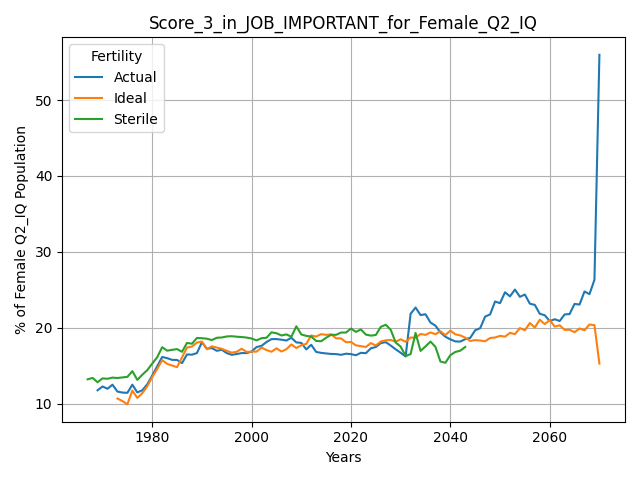 Score_3_in_JOB_IMPORTANT_for_Female_Q2_IQ
Fertility
Actual
Ideal
Sterile
% of Female Q2_IQ Population
50
40
30
20
10
1980 2000 2020 2040 2060
Years